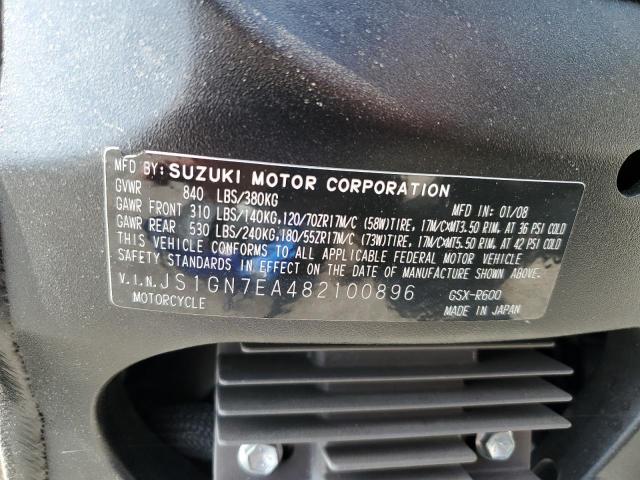 MFD BY: SUZUKI MOTOR CORPORATION
GVWR 840 LBS/380KG MFD IN: 01/08
GAWR FRONT 310 LBS/140KG,120/70ZR17M/C (58W)TIRE, 17M/C×MT3.50 RIM, AT 36 PSI COLD
GAWR REAR 530 LBS/240KG,180/55ZR17M/C (73W)TIRE, 17M/C×MT5.50 RIM, AT 42 PSI COLD
THIS VEHICLE CONFORMS TO ALL APPLICABLE FEDERAL MOTOR VEHICLE
SAFETY STANDARDS IN EFFECT ON THE DATE OF MANUFACTURE SHOWN ABOVE.
V.I.N. JS1GN7EA482100896 GSX-R600
MOTORCYCLE MADE IN JAPAN